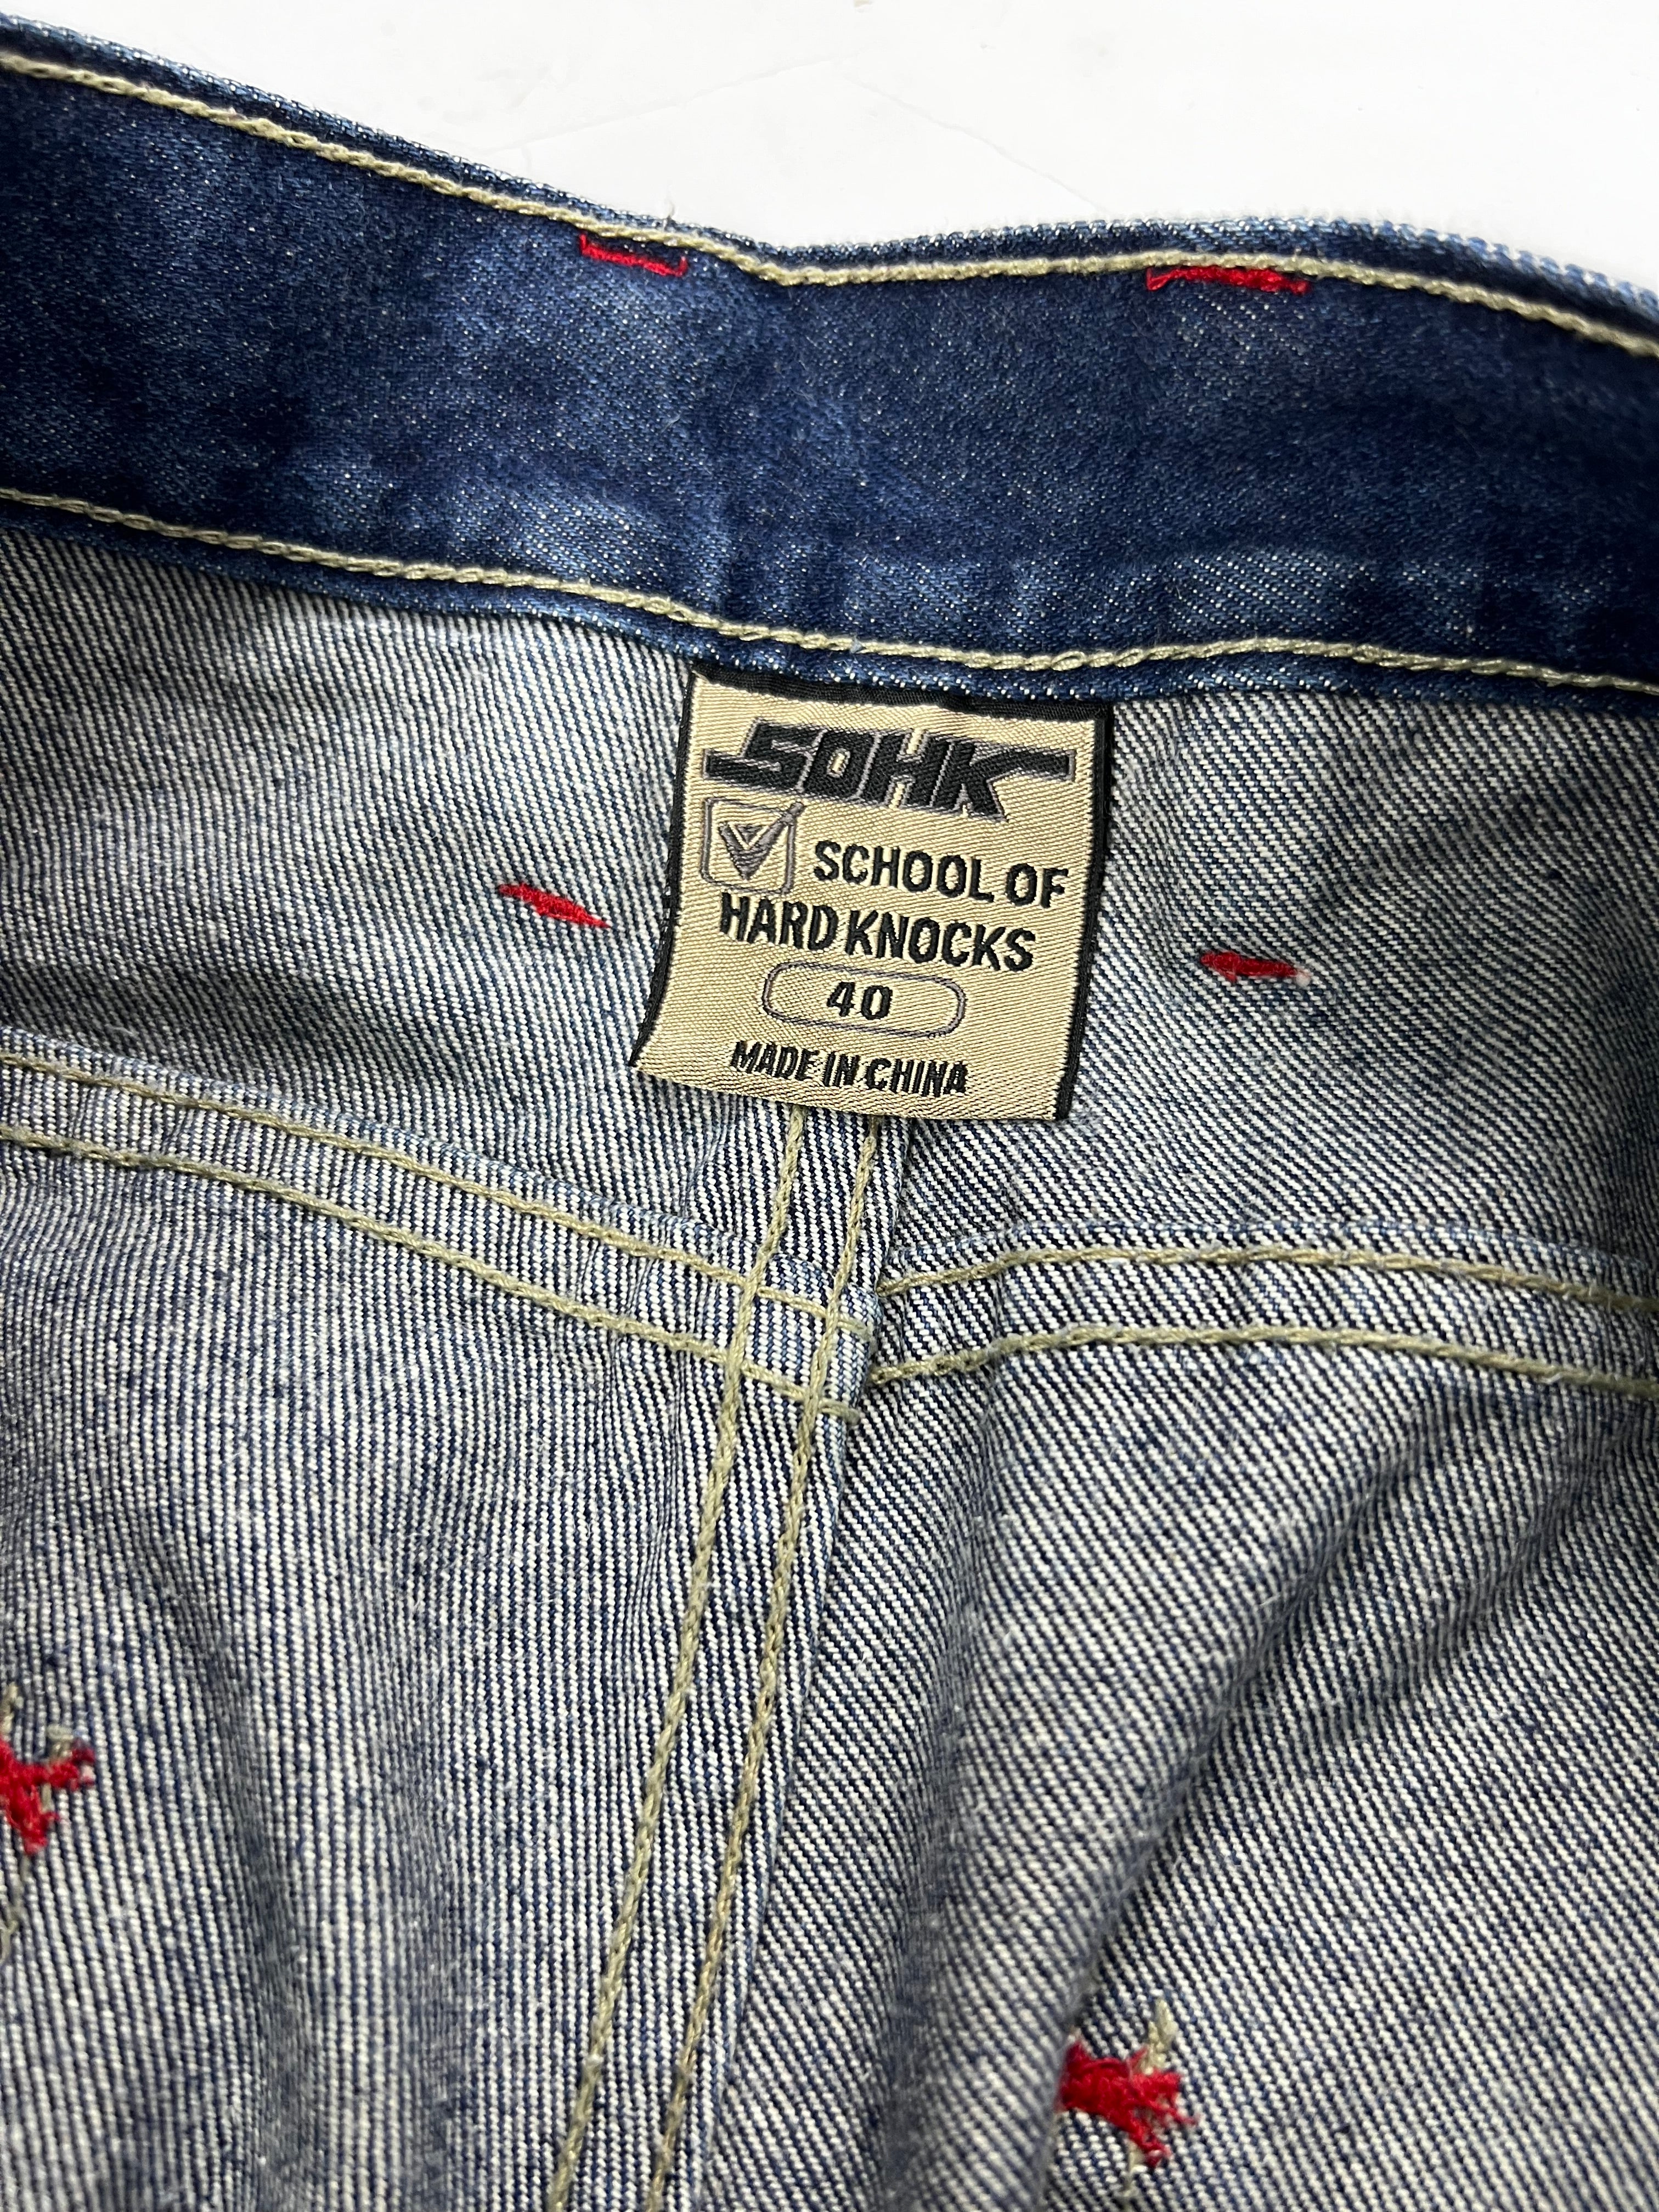 SOHK
SCHOOL OF
HARD KNOCKS
40
MADE IN CHINA